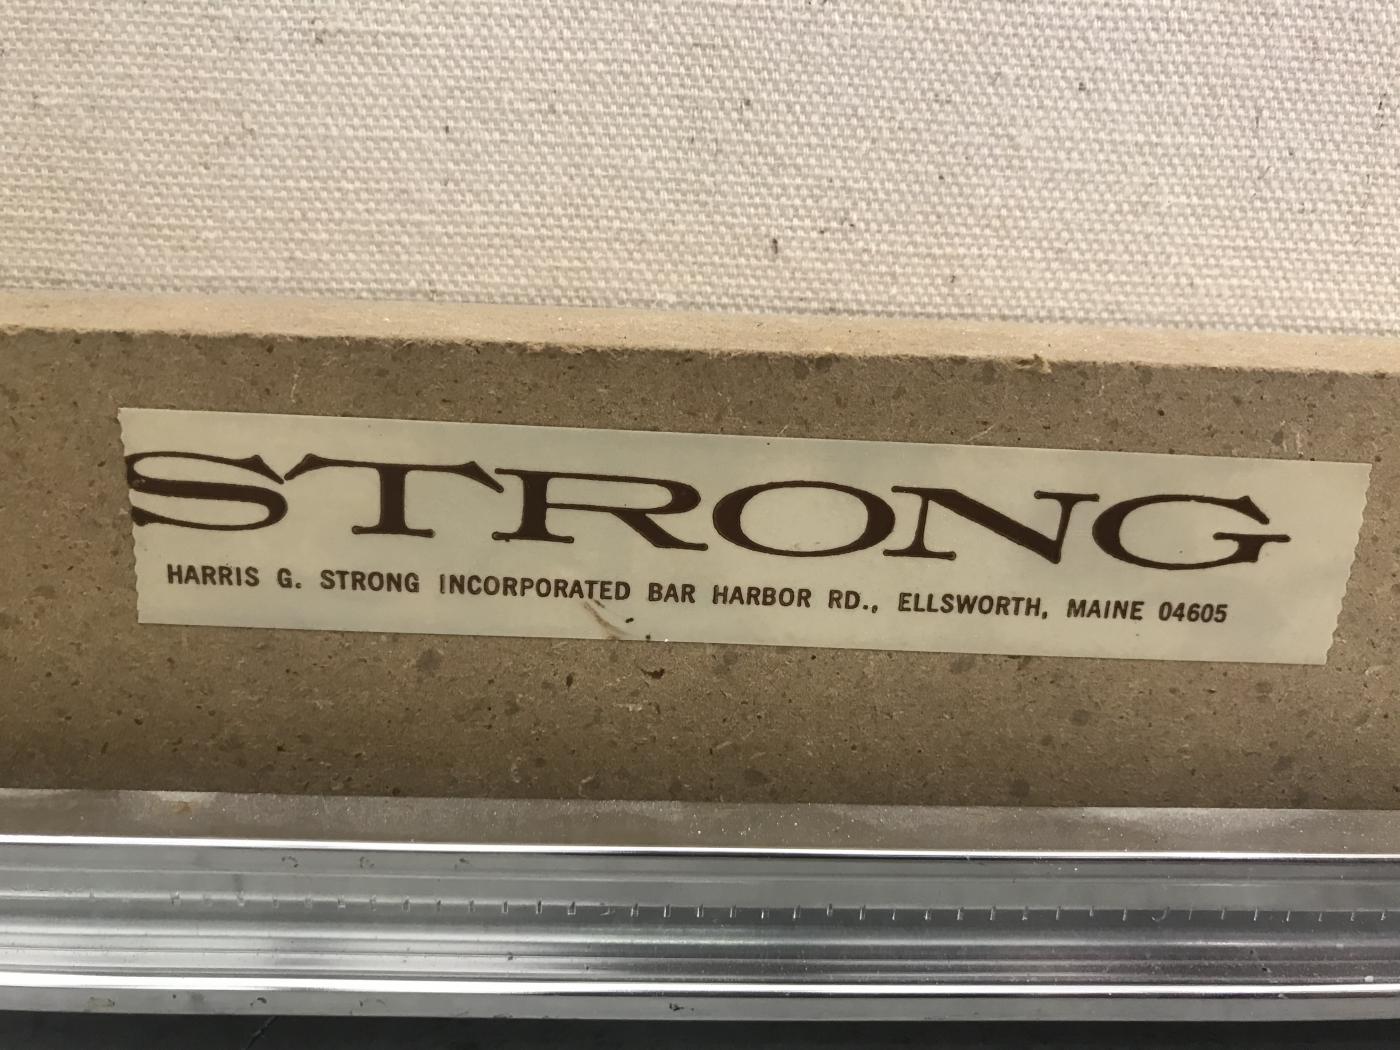 STRONG
HARRIS G. STRONG INCORPORATED BAR HARBOR RD., ELLSWORTH, MAINE 04605